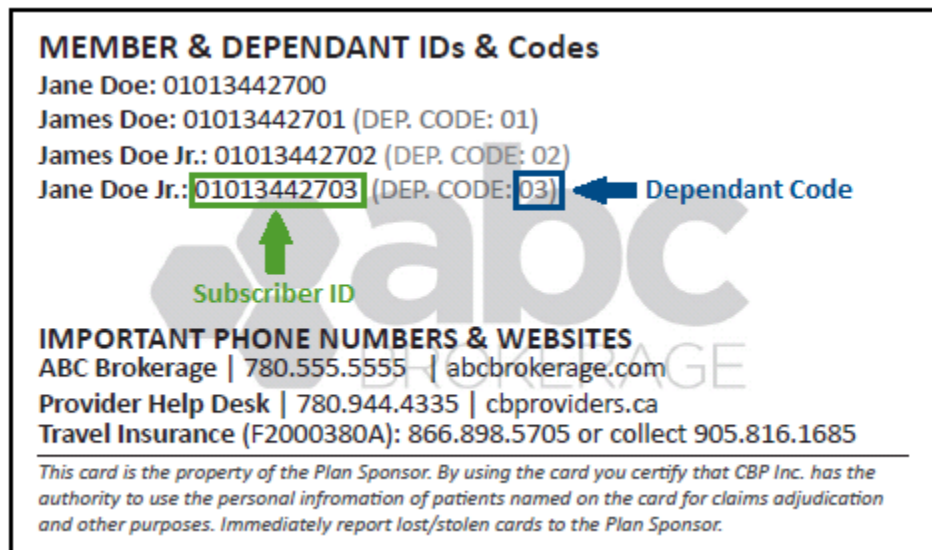 MEMBER & DEPENDANT IDs & Codes
Jane Doe: 01013442700
James Doe: 01013442701 (DEP. CODE: 01)
James Doe Jr.: 01013442702 (DEP. CODE: 02)
Jane Doe Jr.: 01013442703 (DEP. CODE: 03) Dependant Code
Subscriber ID
abc
BROKERAGE
IMPORTANT PHONE NUMBERS & WEBSITES
ABC Brokerage | 780.555.5555 | abcbrokerage.com
Provider Help Desk | 780.944.4335 | cbproviders.ca
Travel Insurance (F2000380A): 866.898.5705 or collect 905.816.1685
This card is the property of the Plan Sponsor. By using the card you certify that CBP Inc. has the
authority to use the personal infromation of patients named on the card for claims adjudication
and other purposes. Immediately report lost/stolen cards to the Plan Sponsor.